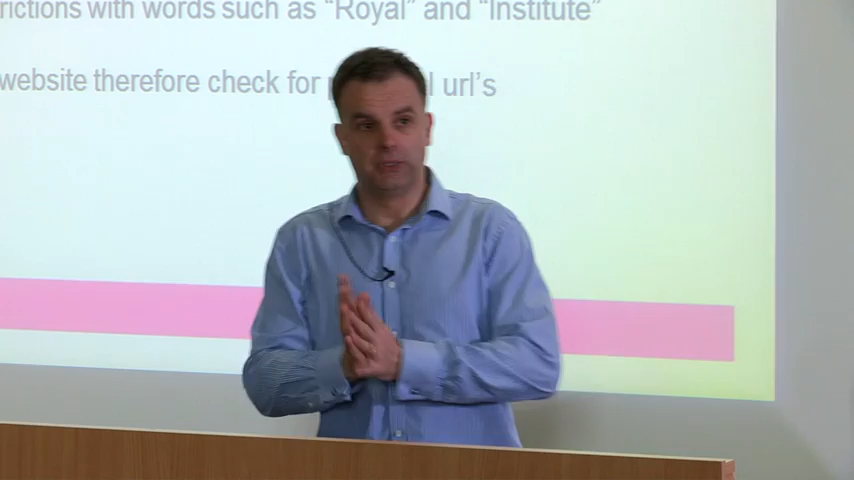 rictions with words such as “Royal” and “Institute”
website therefore check for url’s